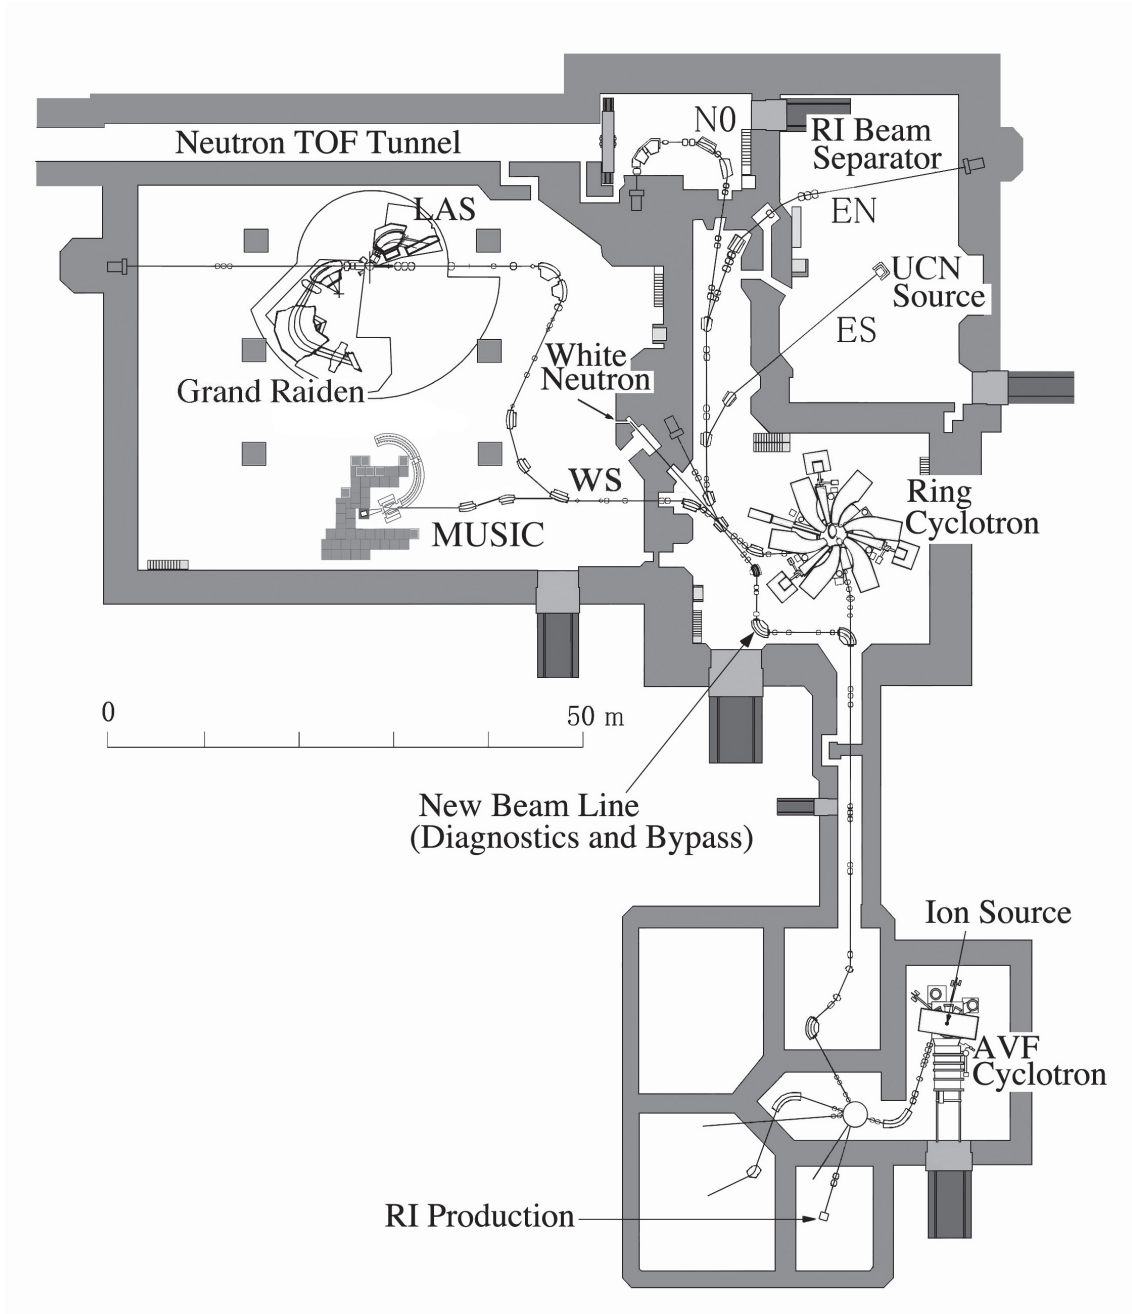 N0
Neutron TOF Tunnel
RI Beam
Separator
LAS
EN
UCN
Source
ES
White
Neutron
Grand Raiden
WS
Ring
Cyclotron
MUSIC
0
50 m
New Beam Line
(Diagnostics and Bypass)
Ion Source
AVF
Cyclotron
RI Production